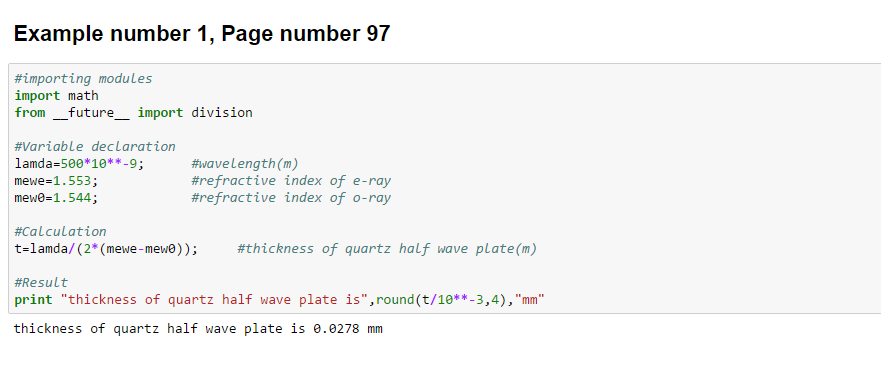 Example number 1, Page number 97
#importing modules
import math
from __future__ import division
#Variable declaration
lamda=500*10**-9;      #wavelength(m)
mewe=1.553;            #refractive index of e-ray
mew0=1.544;            #refractive index of o-ray
#Calculation
t=lamda/(2*(mewe-mew0));     #thickness of quartz half wave plate(m)
#Result
print "thickness of quartz half wave plate is",round(t/10**-3,4),"mm"
thickness of quartz half wave plate is 0.0278 mm